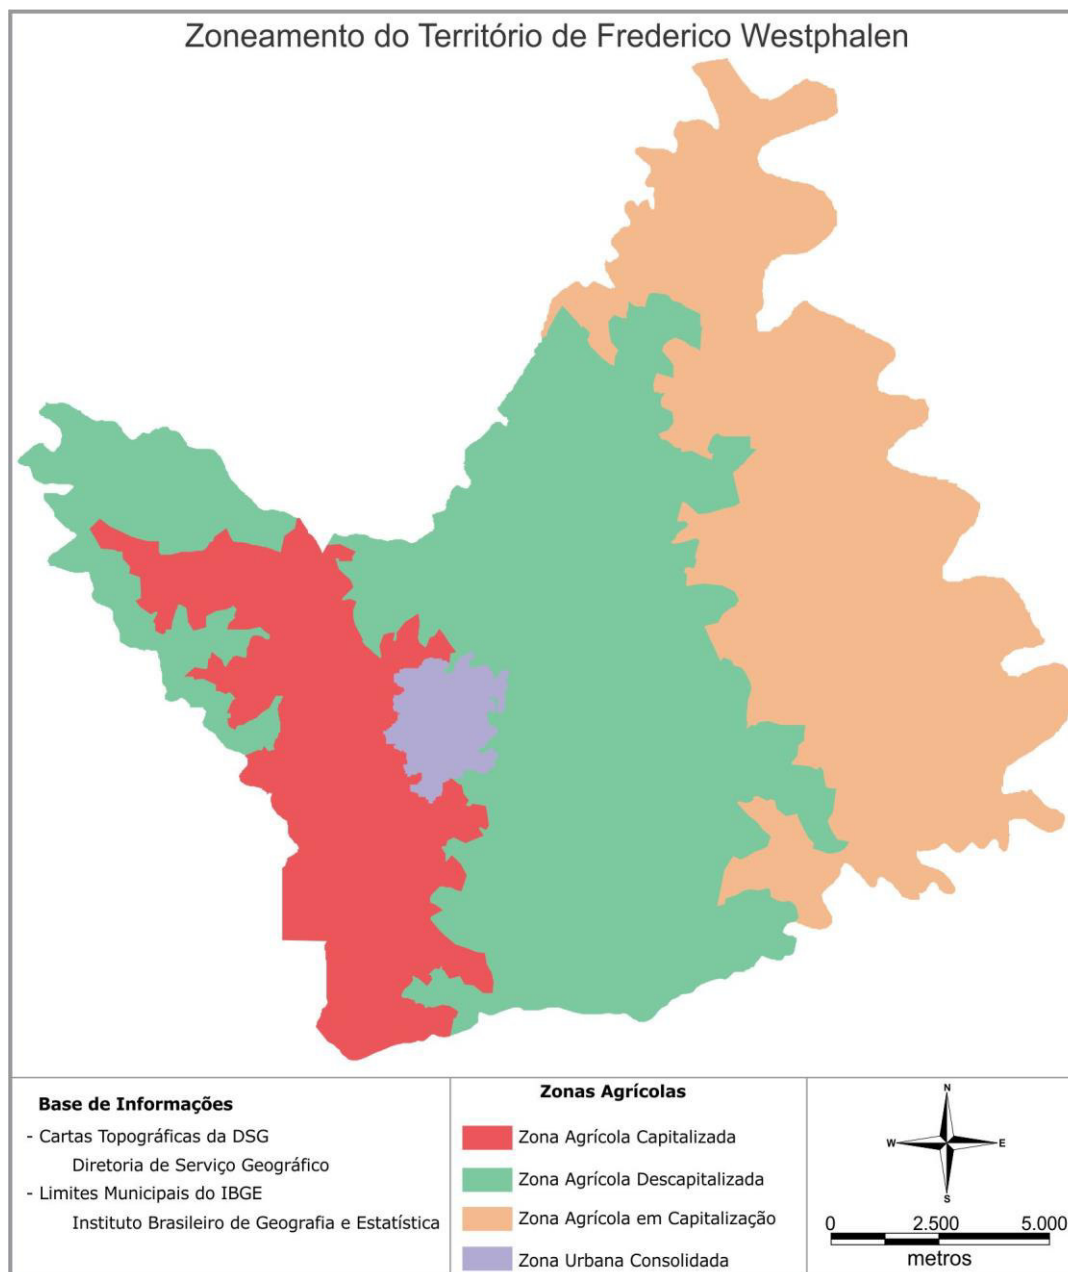 Zoneamento do Território de Frederico Westphalen
Base de Informações
- Cartas Topográficas da DSG
Diretoria de Serviço Geográfico
- Limites Municipais do IBGE
Instituto Brasileiro de Geografia e Estatística
Zonas Agrícolas
Zona Agrícola Capitalizada
Zona Agrícola Descapitalizada
Zona Agrícola em Capitalização
Zona Urbana Consolidada
N
W
E
S
0 2.500 5.000
metros